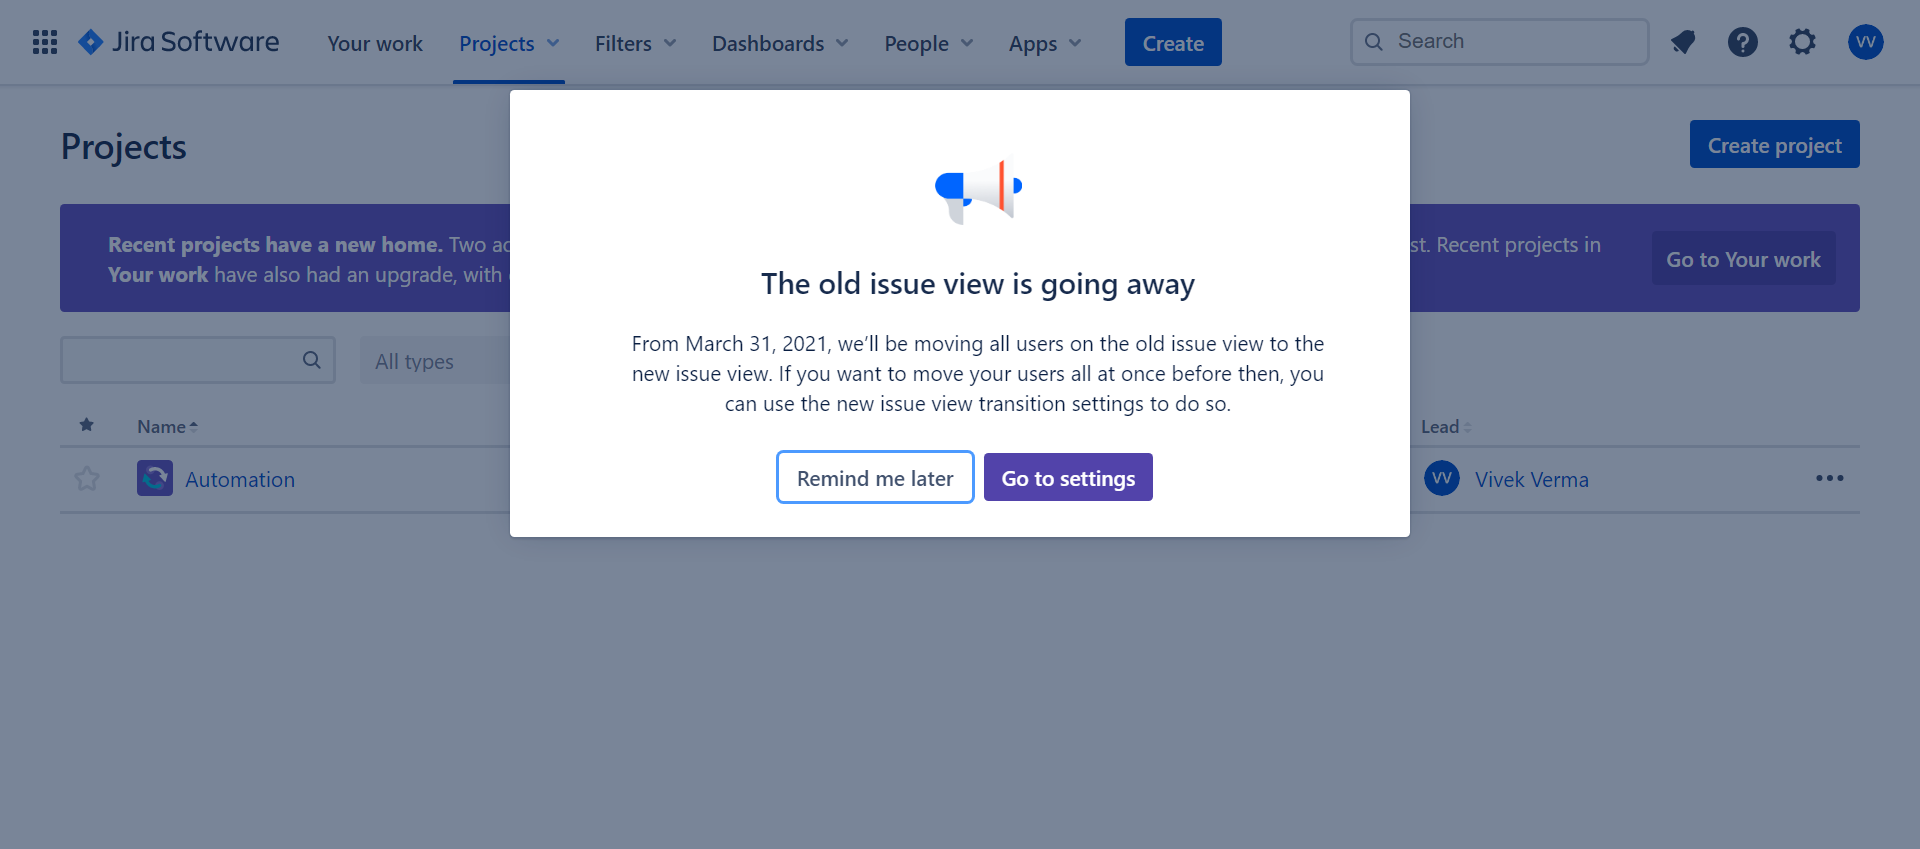 Jira Software Your work Projects Filters Dashboards People Apps Create Search VV
Projects
Create project
Recent projects have a new home. Two ac
st. Recent projects in
Your work have also had an upgrade, with
Go to Your work
The old issue view is going away
From March 31, 2021, we’ll be moving all users on the old issue view to the
new issue view. If you want to move your users all at once before then, you
can use the new issue view transition settings to do so.
Remind me later Go to settings
All types
Name Lead
Automation VV Vivek Verma